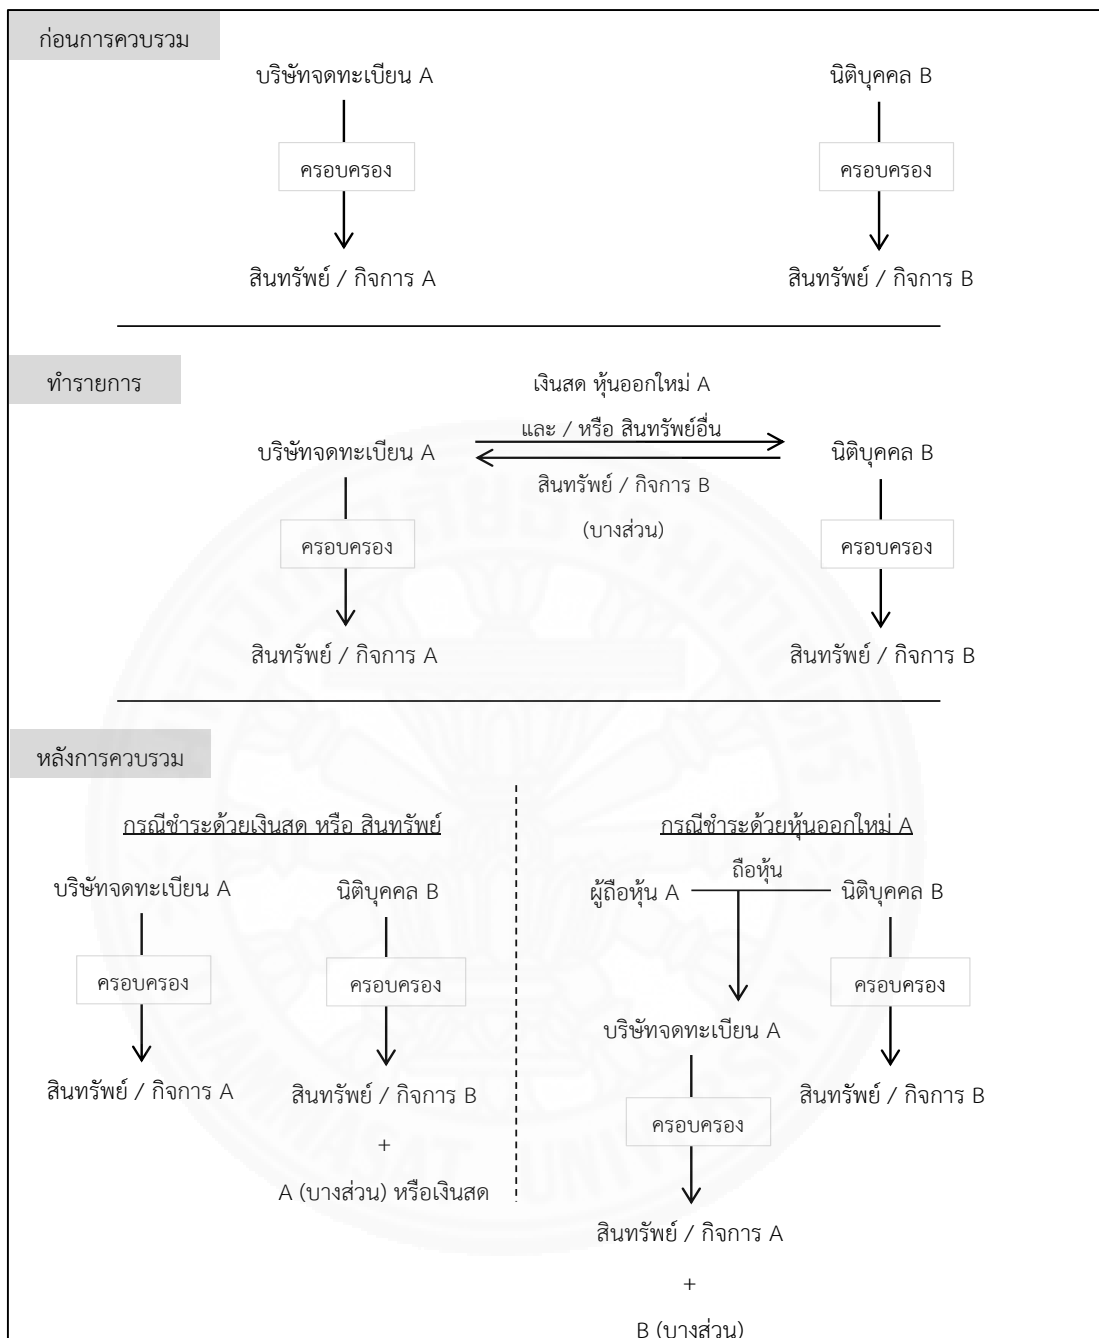 ก่อนการควบรวม
บริษัทจดทะเบียน A
นิติบุคคล B
ครอบครอง
ครอบครอง
สินทรัพย์ / กิจการ A
สินทรัพย์ / กิจการ B
ทำรายการ
เงินสด หุ้นออกใหม่ A
และ / หรือ สินทรัพย์อื่น
บริษัทจดทะเบียน A
นิติบุคคล B
สินทรัพย์ / กิจการ B
(บางส่วน)
ครอบครอง
ครอบครอง
สินทรัพย์ / กิจการ A
สินทรัพย์ / กิจการ B
หลังการควบรวม
กรณีชำระด้วยเงินสด หรือ สินทรัพย์
บริษัทจดทะเบียน A
นิติบุคคล B
ครอบครอง
ครอบครอง
สินทรัพย์ / กิจการ A
สินทรัพย์ / กิจการ B
+
A (บางส่วน) หรือเงินสด
กรณีชำระด้วยหุ้นออกใหม่ A
ถือหุ้น
ผู้ถือหุ้น A
นิติบุคคล B
ครอบครอง
บริษัทจดทะเบียน A
สินทรัพย์ / กิจการ B
ครอบครอง
สินทรัพย์ / กิจการ A
+
B (บางส่วน)
THAMMASAT UNIVERSITY